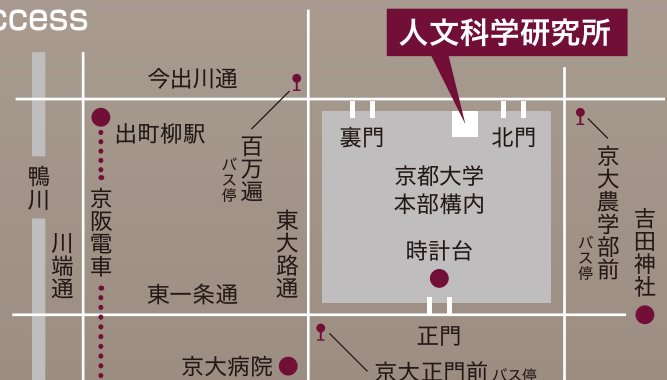 ccess
人文科学研究所
今出川通
出町柳駅
百万遍
バス停
裏門
北門
京都大学
本部構内
時計台
鴨川
川端通
京阪電車
東大路通
東一条通
京大農学部前
バス停
吉田神社
正門
京大病院
京大正門前 バス停